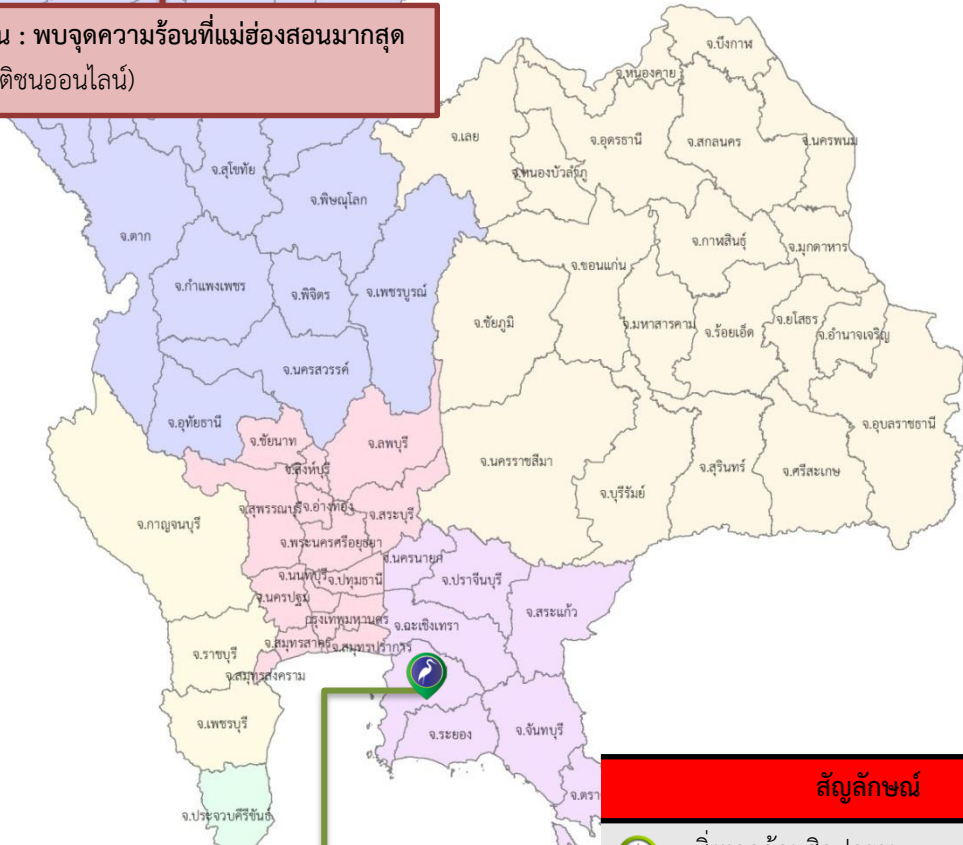 น : พบจุดความร้อนที่แม่ฮ่องสอนมากสุด
ติชนออนไลน์)
จ.บึงกาฬ
จ.หนองคาย
จ.เลย
จ.อุดรธานี
จ.สกลนคร
จ.นครพนม
จ.หนองบัวลำภู
จ.สุโขทัย
จ.พิษณุโลก
จ.ตาก
จ.กาฬสินธุ์
จ.มุกดาหาร
จ.ขอนแก่น
จ.กำแพงเพชร
จ.พิจิตร
จ.เพชรบูรณ์
จ.ชัยภูมิ
จ.มหาสารคาม
จ.ร้อยเอ็ด
จ.ยโสธร
จ.อำนาจเจริญ
จ.นครสวรรค์
จ.อุทัยธานี
จ.ชัยนาท
จ.ลพบุรี
จ.อุบลราชธานี
จ.สิงห์บุรี
จ.นครราชสีมา
จ.สุรินทร์
จ.ศรีสะเกษ
จ.บุรีรัมย์
จ.กาญจนบุรี
จ.สุพรรณบุรี
จ.อ่างทอง
จ.สระบุรี
จ.พระนครศรีอยุธยา
จ.นครนายก
จ.นนทบุรี
จ.ปทุมธานี
จ.ปราจีนบุรี
จ.นครปฐม
กรุงเทพมหานคร
จ.ฉะเชิงเทรา
จ.สระแก้ว
จ.ราชบุรี
จ.สมุทรสาคร
จ.สมุทรปราการ
จ.สมุทรสงคราม
จ.เพชรบุรี
จ.ระยอง
จ.จันทบุรี
จ.ตรา
จ.ประจวบคีรีขันธ์
สัญลักษณ์